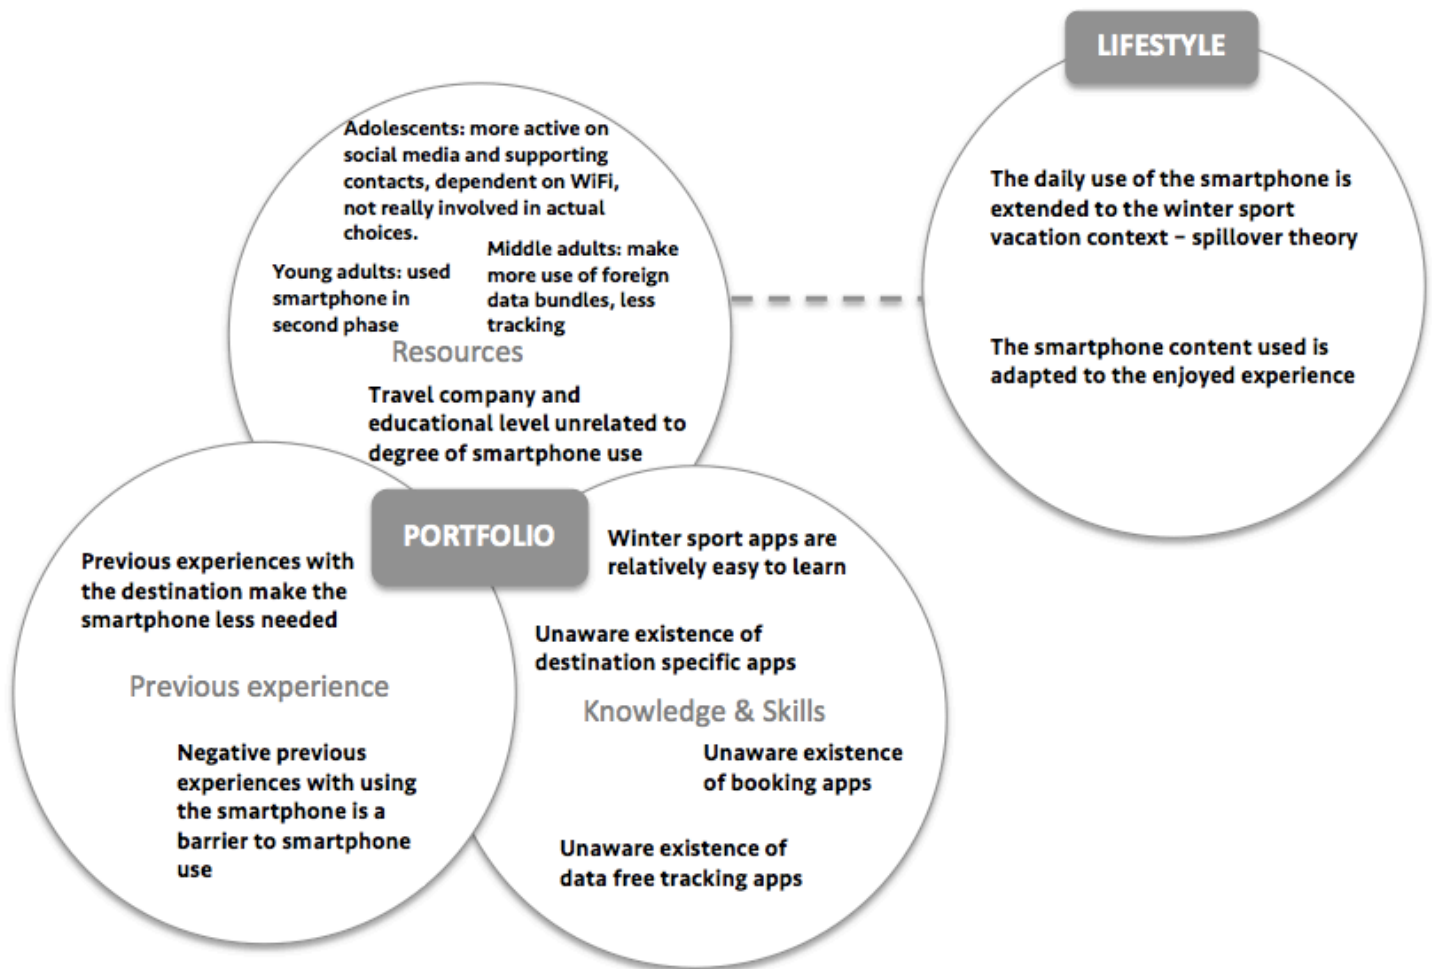 LIFESTYLE
Adolescents: more active on
social media and supporting
contacts, dependent on WiFi,
not really involved in actual
choices.
Middle adults: make
more use of foreign
data bundles, less
tracking
Young adults: used
smartphone in
second phase
Resources
Travel company and
educational level unrelated to
degree of smartphone use
The daily use of the smartphone is
extended to the winter sport
vacation context – spillover theory
The smartphone content used is
adapted to the enjoyed experience
PORTFOLIO
Previous experiences with
the destination make the
smartphone less needed
Previous experience
Negative previous
experiences with using
the smartphone is a
barrier to smartphone
use
Winter sport apps are
relatively easy to learn
Unaware existence of
destination specific apps
Knowledge & Skills
Unaware existence
of booking apps
Unaware existence of
data free tracking apps